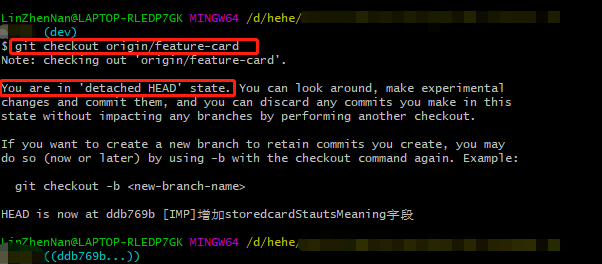 LinZhenNan@LAPTOP-RLEDP7GK MINGW64 /d/hehe/
(dev)
$ git checkout origin/feature-card
Note: checking out 'origin/feature-card'.
You are in 'detached HEAD' state. You can look around, make experimental
changes and commit them, and you can discard any commits you make in this
state without impacting any branches by performing another checkout.
If you want to create a new branch to retain commits you create, you may
do so (now or later) by using -b with the checkout command again. Example:
git checkout -b <new-branch-name>
HEAD is now at ddb769b [IMP]增加storedcardStautsMeaning字段
LinZhenNan@LAPTOP-RLEDP7GK MINGW64 /d/hehe/
((ddb769b...))